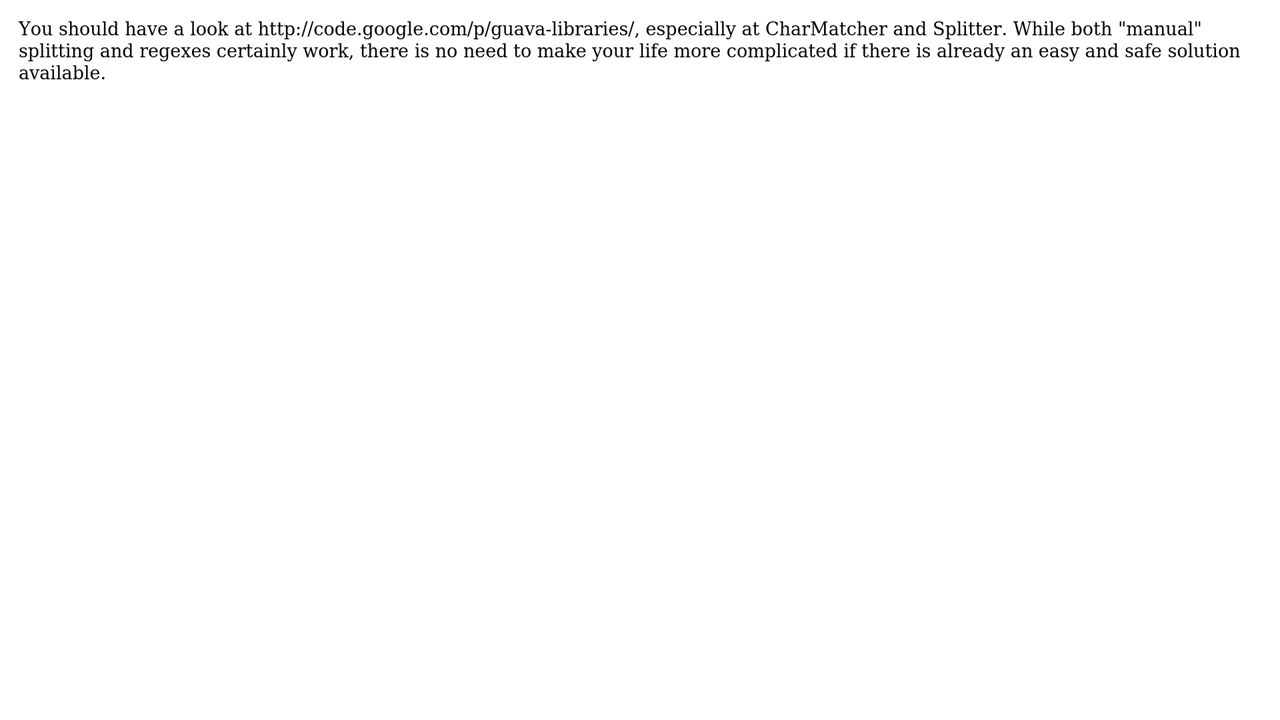 You should have a look at http://code.google.com/p/guava-libraries/, especially at CharMatcher and Splitter. While both "manual"
splitting and regexes certainly work, there is no need to make your life more complicated if there is already an easy and safe solution
available.